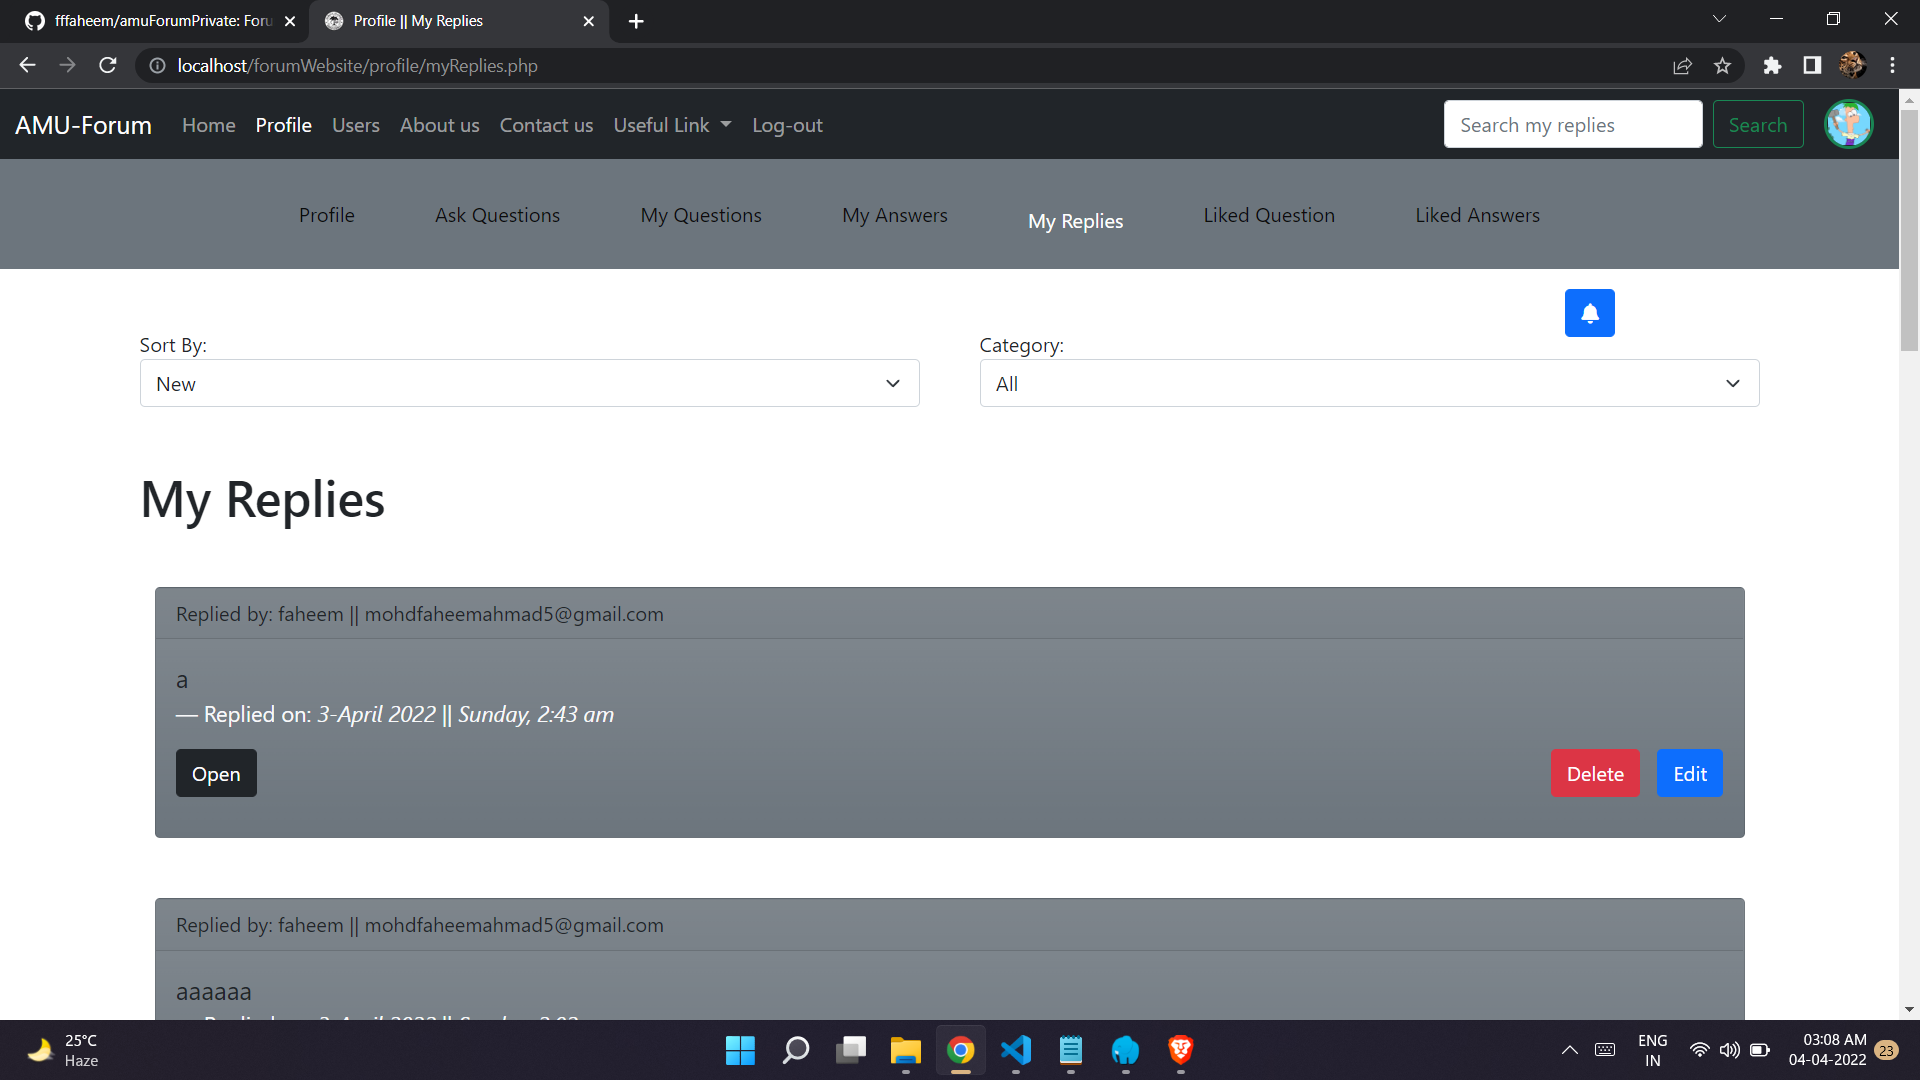 fffaheem/amuForumPrivate: Foru
Profile || My Replies
localhost/forumWebsite/profile/myReplies.php
AMU-Forum Home Profile Users About us Contact us Useful Link Log-out Search my replies Search
Profile Ask Questions My Questions My Answers My Replies Liked Question Liked Answers
Sort By:
New
Category:
All
My Replies
Replied by: faheem || mohdfaheemahmad5@gmail.com
a
— Replied on: 3-April 2022 || Sunday, 2:43 am
Open Delete Edit
Replied by: faheem || mohdfaheemahmad5@gmail.com
aaaaaa
25°C
Haze
ENG
IN
03:08 AM
04-04-2022
23